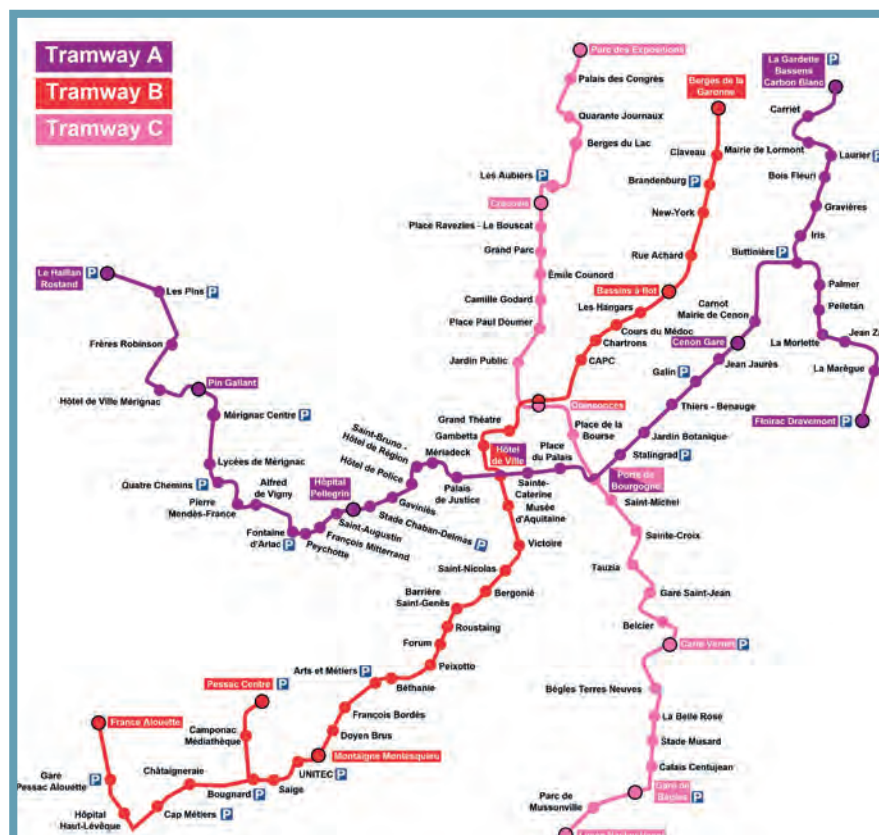 Tramway A
Tramway B
Tramway C
Parc des Expositions
Palais des Congrès
Quarante Journaux
Berges du Lac
Les Aubiers
P
Cracovie
Place Ravezies - Le Bouscat
Grand Parc
Émile Counord
Camille Godard
Place Paul Doumer
Jardin Public
Quinconces
Place de la
Bourse
Porte de
Bourgogne
Saint-Michel
Sainte-Croix
Tauzia
Gare Saint-Jean
Belcier
Carle Vernet
P
Bègles Terres Neuves
La Belle Rose
Stade Musard
Calais Centujean
Gare de
Bègles
P
Parc de
Mussonville
Berges de la
Garonne
Claveau
Brandenburg
P
New-York
Rue Achard
Bassins à flot
Les Hangars
Cours du Médoc
Chartrons
CAPC
Grand Théâtre
Gambetta
Hôtel
de Ville
Musée
d'Aquitaine
Victoire
Saint-Nicolas
Bergonié
Barrière
Saint-Genès
Roustaing
Forum
Peixotto
Béthanie
Arts et Métiers
P
François Bordès
Doyen Brus
Montaigne Montesquieu
UNITEC
P
Saige
Bougnard
P
Camponac
Médiathèque
Pessac Centre
P
Châtaigneraie
Cap Métiers
P
Hôpital
Haut-Lévêque
Gare
Pessac Alouette
P
France Alouette
La Gardette
Bassens
Carbon Blanc
P
Carriet
Mairie de Lormont
Laurier
P
Bois Fleuri
Gravières
Iris
Buttinière
P
Palmer
Pelletan
Jean Za
La Morlette
La Marègue
Floirac Dravemont
P
Carnot
Mairie de Cenon
Cenon Gare
Jean Jaurès
Galin
P
Thiers - Benauge
Jardin Botanique
Stalingrad
P
Place
du Palais
Sainte-
Caterine
Palais
de Justice
Mériadeck
Saint-Bruno -
Hôtel de Région
Hôtel de Police
Gaviniès
Stade Chaban-Delmas
P
Hôpital
Pellegrin
Saint-Augustin
François Mitterrand
Peychotte
Fontaine
d'Arlac
P
Alfred
de Vigny
Pierre
Mendès-France
Quatre Chemins
P
Lycées de Mérignac
Mérignac Centre
P
Pin Gallant
Hôtel de Ville Mérignac
Frères Robinson
Les Pins
P
Le Haillan
Rostand
P